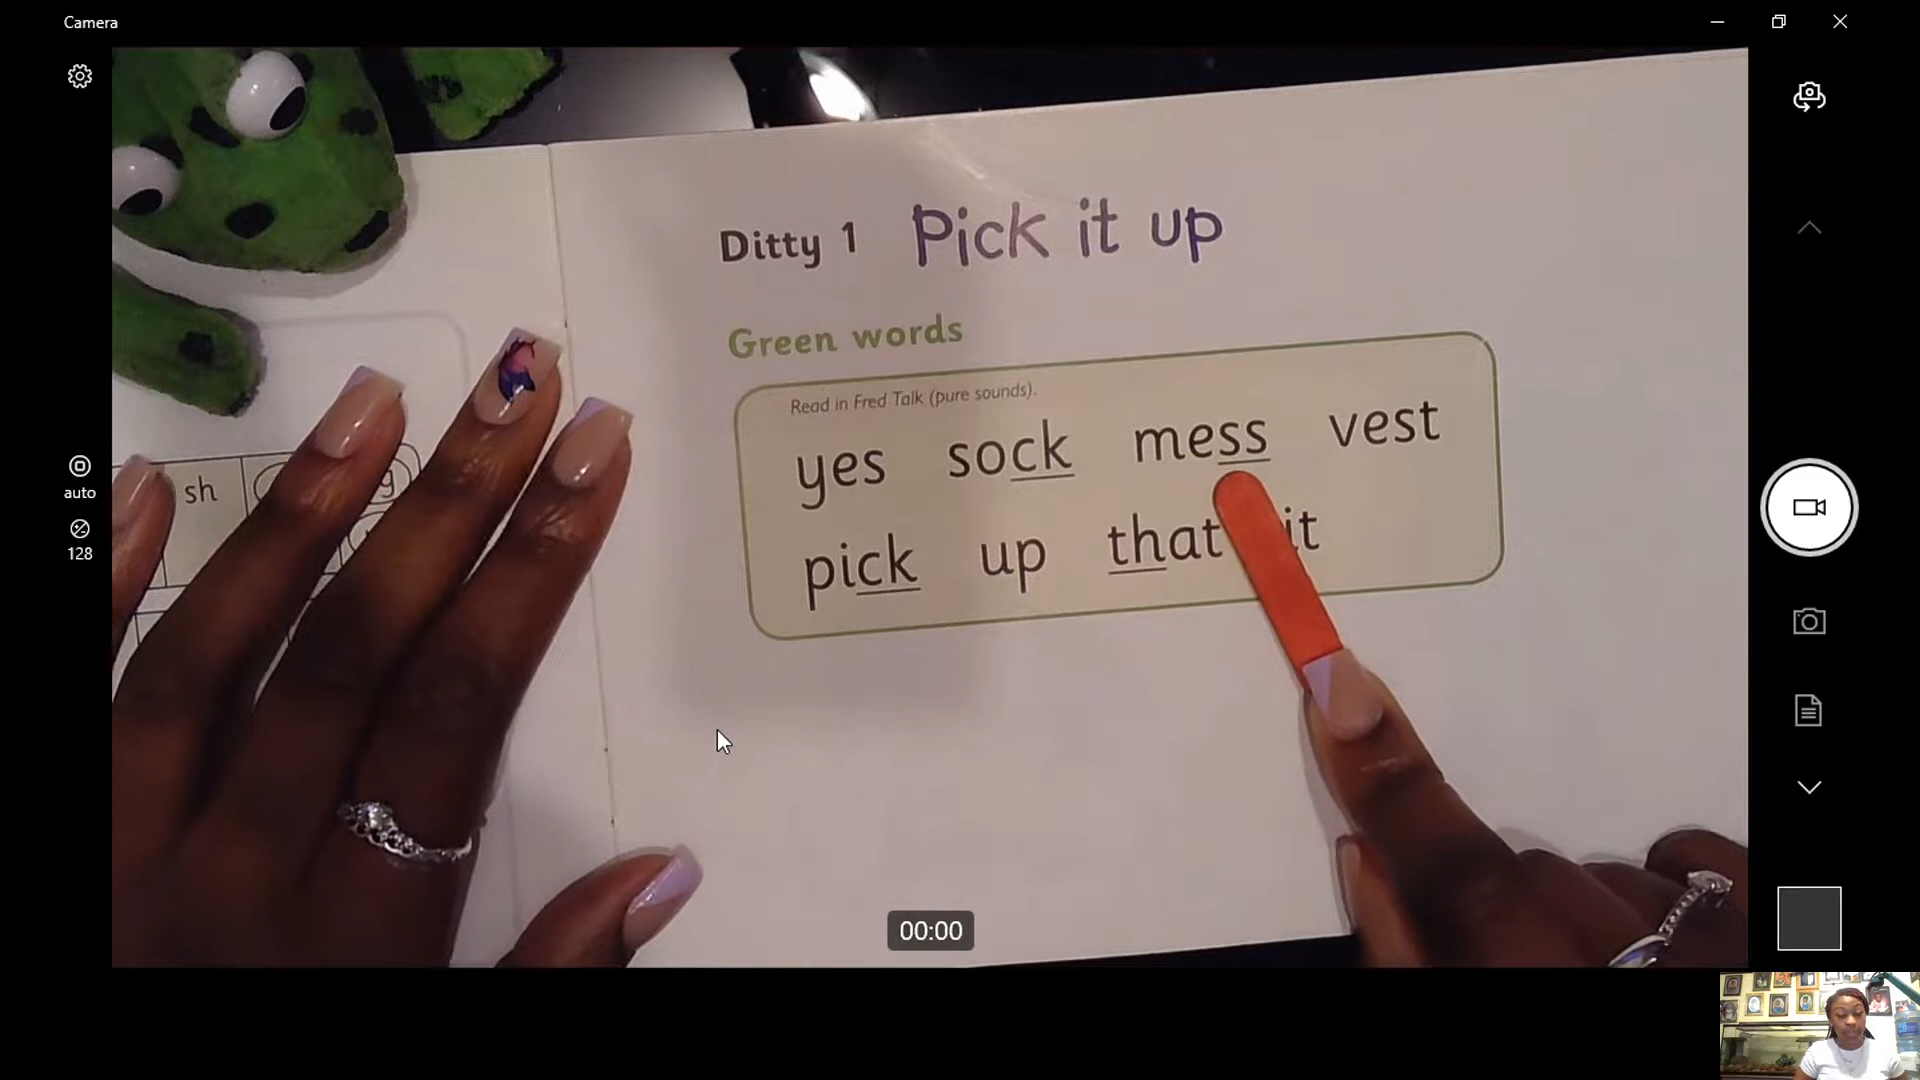 Camera
Ditty 1 Pick it up
Green words
Read in Fred Talk (pure sounds).
yes sock mess vest
pick up that it
sh
auto
128
00:00